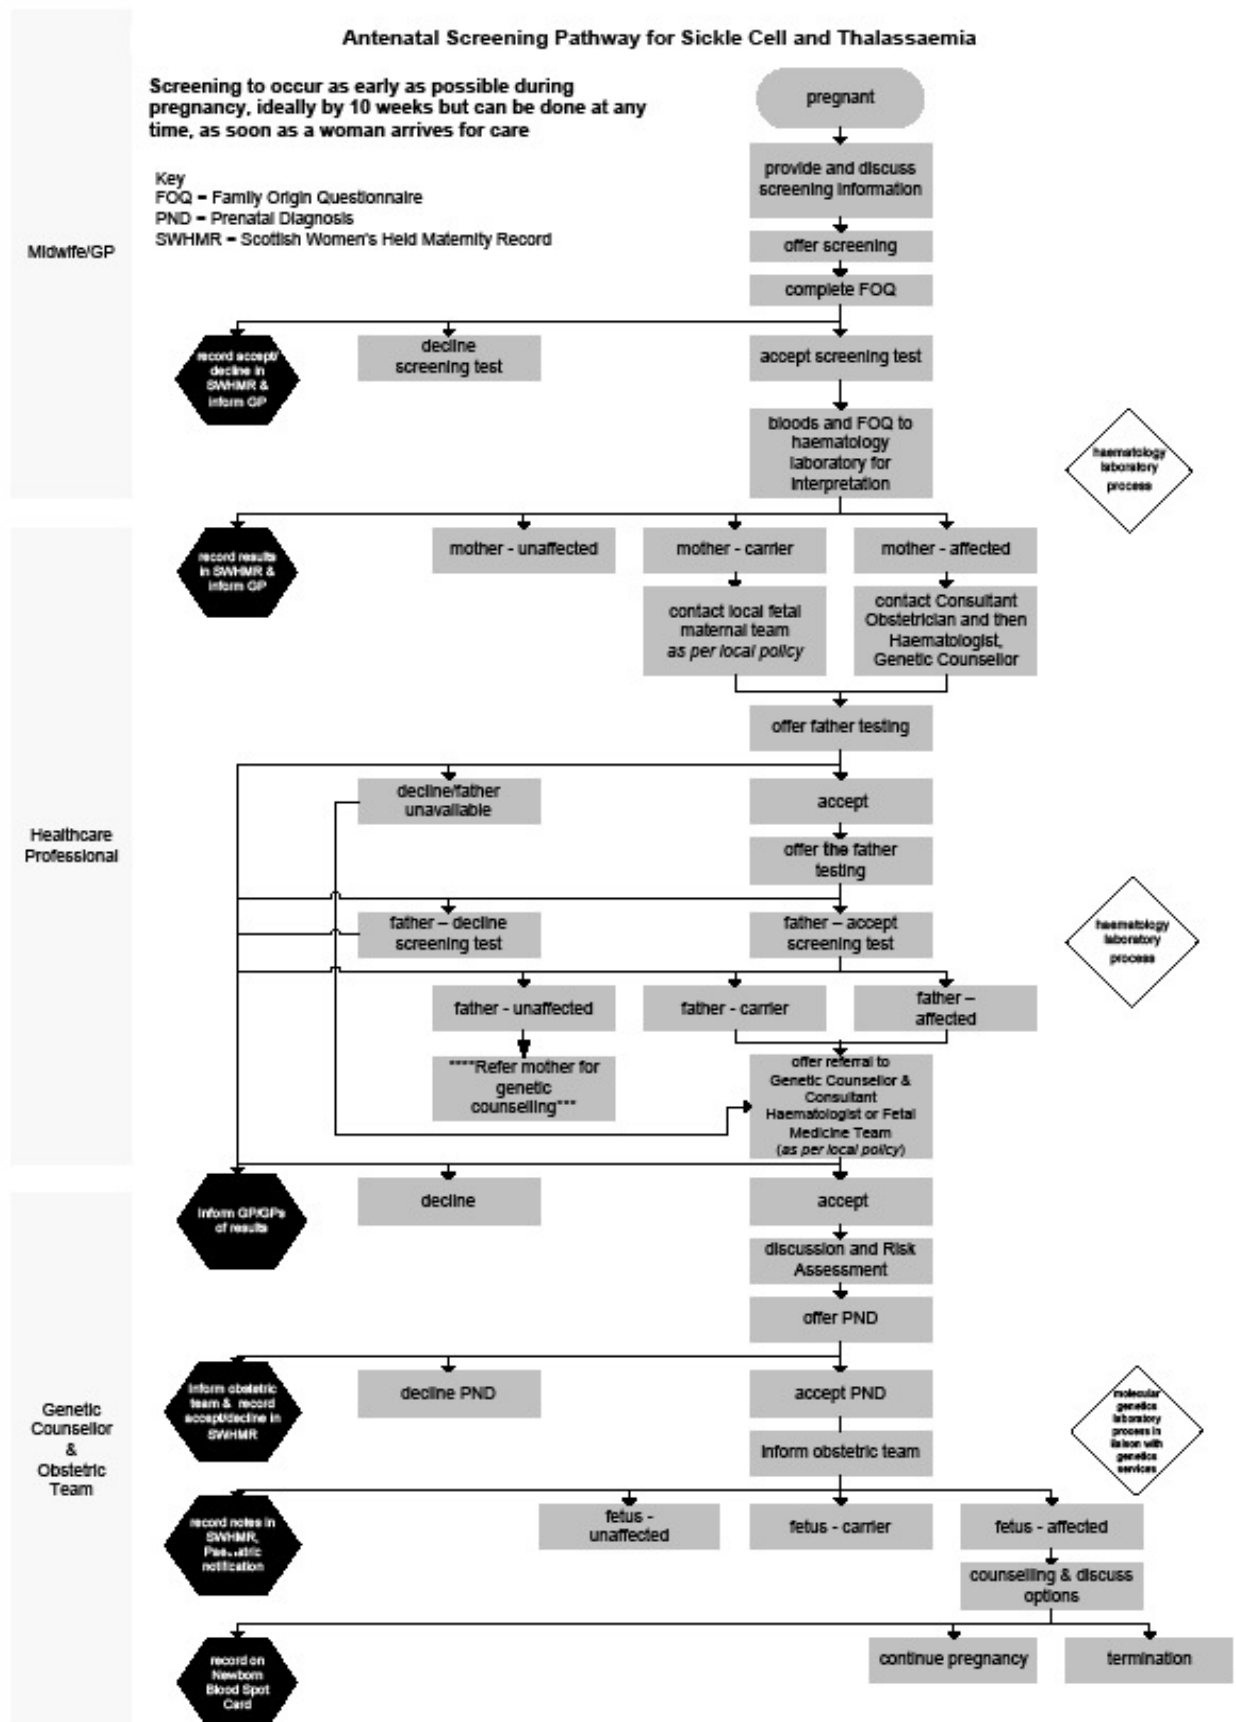 Antenatal Screening Pathway for Sickle Cell and Thalassaemia
Screening to occur as early as possible during
pregnancy, ideally by 10 weeks but can be done at any
time, as soon as a woman arrives for care
Key
FOQ = Family Origin Questionnaire
PND = Prenatal Diagnosis
SWHMR = Scottish Women's Held Maternity Record
Midwife/GP
pregnant
provide and discuss
screening information
offer screening
complete FOQ
record accept/
decline in
SWHMR &
inform GP
decline
screening test
accept screening test
bloods and FOQ to
haematology
laboratory for
interpretation
haematology
laboratory
process
Healthcare
Professional
record results
in SWHMR &
inform GP
mother - unaffected
mother - carrier
mother - affected
contact local fetal
maternal team
as per local policy
contact Consultant
Obstetrician and then
Haematologist,
Genetic Counsellor
offer father testing
decline/father
unavailable
accept
offer the father
testing
father – decline
screening test
father – accept
screening test
haematology
laboratory
process
father - unaffected
father - carrier
father –
affected
****Refer mother for
genetic
counselling***
offer referral to
Genetic Counsellor &
Consultant
Haematologist or Fetal
Medicine Team
(as per local policy)
Genetic
Counsellor
&
Obstetric
Team
Inform GP/GPs
of results
decline
accept
discussion and Risk
Assessment
offer PND
Inform obstetric
team & record
accept/decline in
SWHMR
decline PND
accept PND
molecular
genetics
laboratory
process in
liaison with
genetics
services
Inform obstetric team
record notes in
SWHMR,
notification
fetus -
unaffected
fetus - carrier
fetus - affected
counselling & discuss
options
record on
Newborn
Blood Spot
Card
continue pregnancy
termination